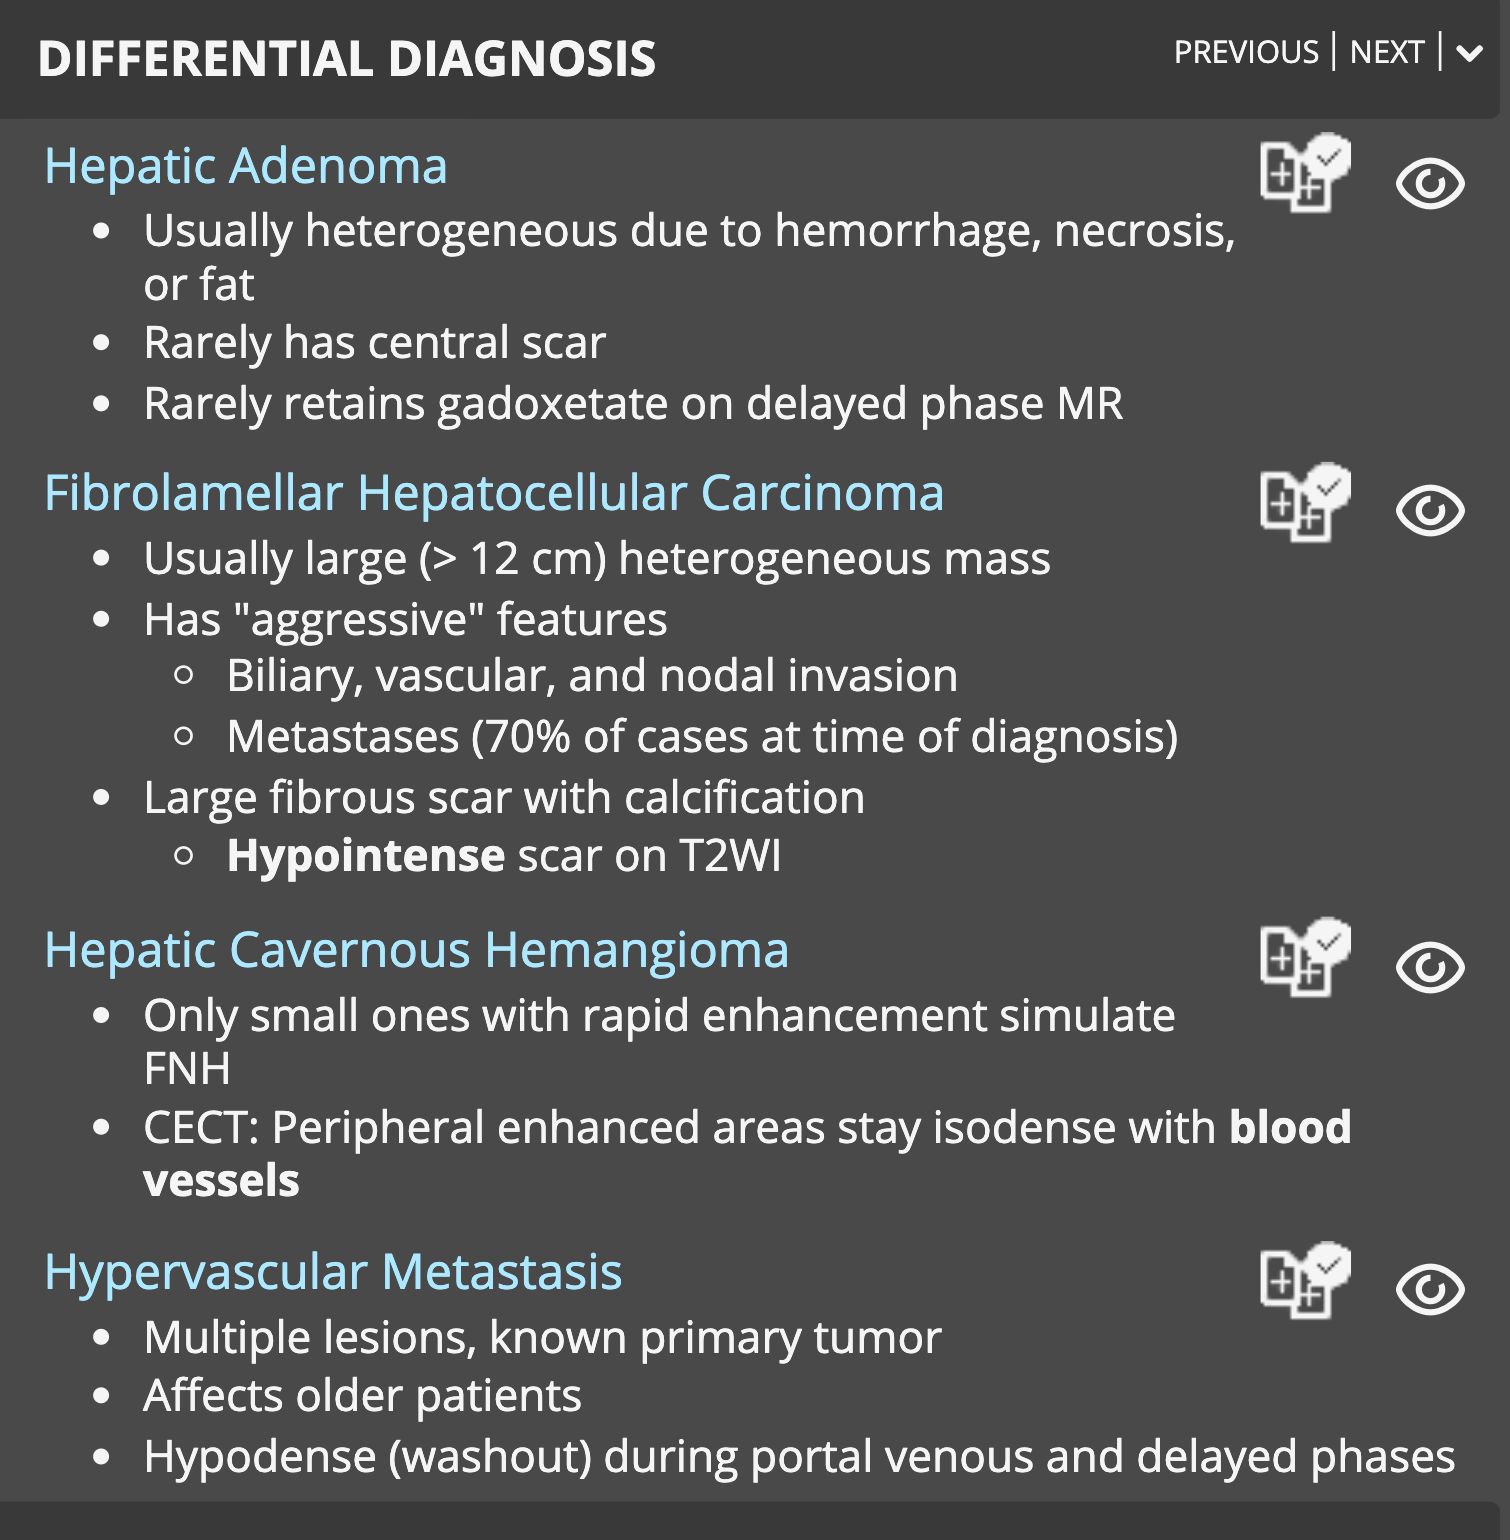 DIFFERENTIAL DIAGNOSIS
PREVIOUS | NEXT |
Hepatic Adenoma
• Usually heterogeneous due to hemorrhage, necrosis,
or fat
• Rarely has central scar
• Rarely retains gadoxetate on delayed phase MR
Fibrolamellar Hepatocellular Carcinoma
• Usually large (> 12 cm) heterogeneous mass
• Has "aggressive" features
○ Biliary, vascular, and nodal invasion
○ Metastases (70% of cases at time of diagnosis)
• Large fibrous scar with calcification
○ Hypointense scar on T2WI
Hepatic Cavernous Hemangioma
• Only small ones with rapid enhancement simulate
FNH
• CECT: Peripheral enhanced areas stay isodense with blood
vessels
Hypervascular Metastasis
• Multiple lesions, known primary tumor
• Affects older patients
• Hypodense (washout) during portal venous and delayed phases